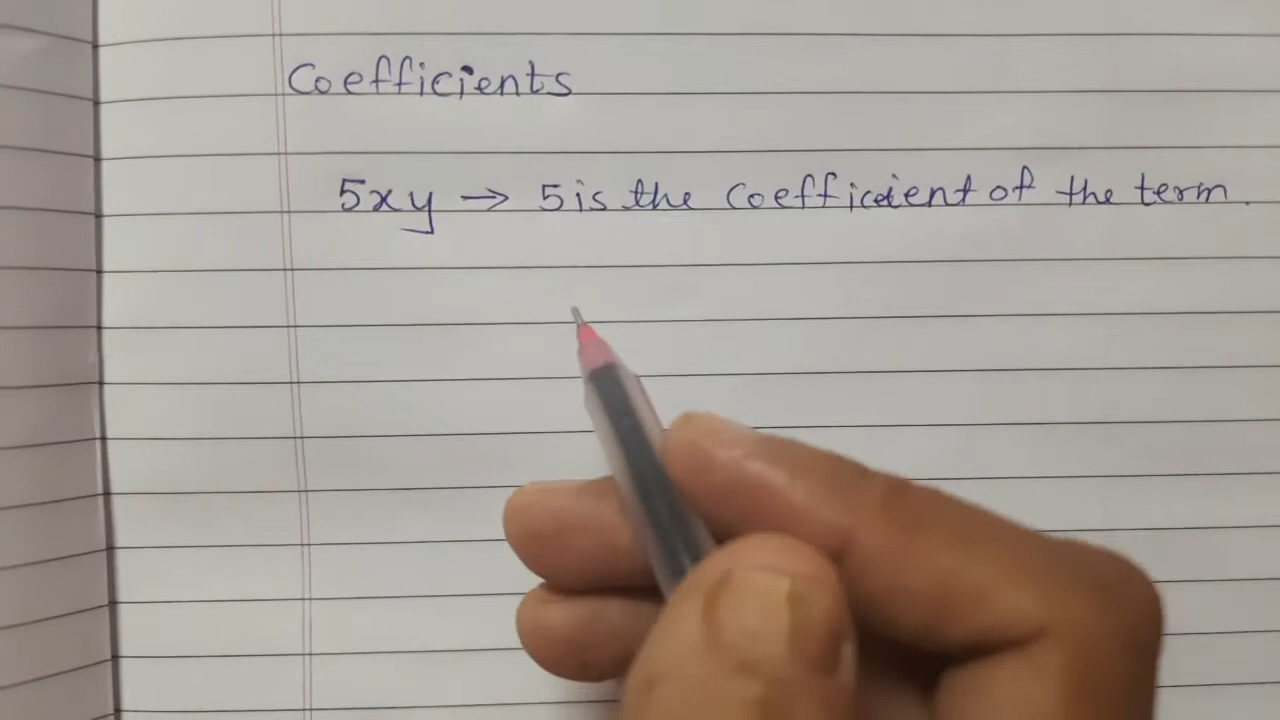 Coefficients
5xy → 5 is the coefficient of the term.